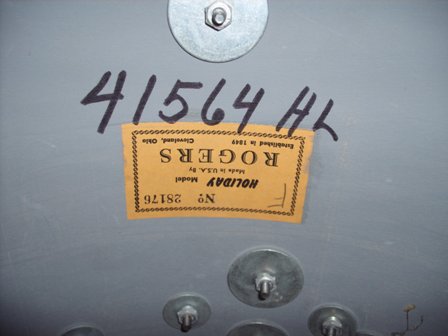 41564 HL
No 28176
HOLIDAY Model
Made in U.S.A. By
ROGERS
Established in 1849 Cleveland, Ohio